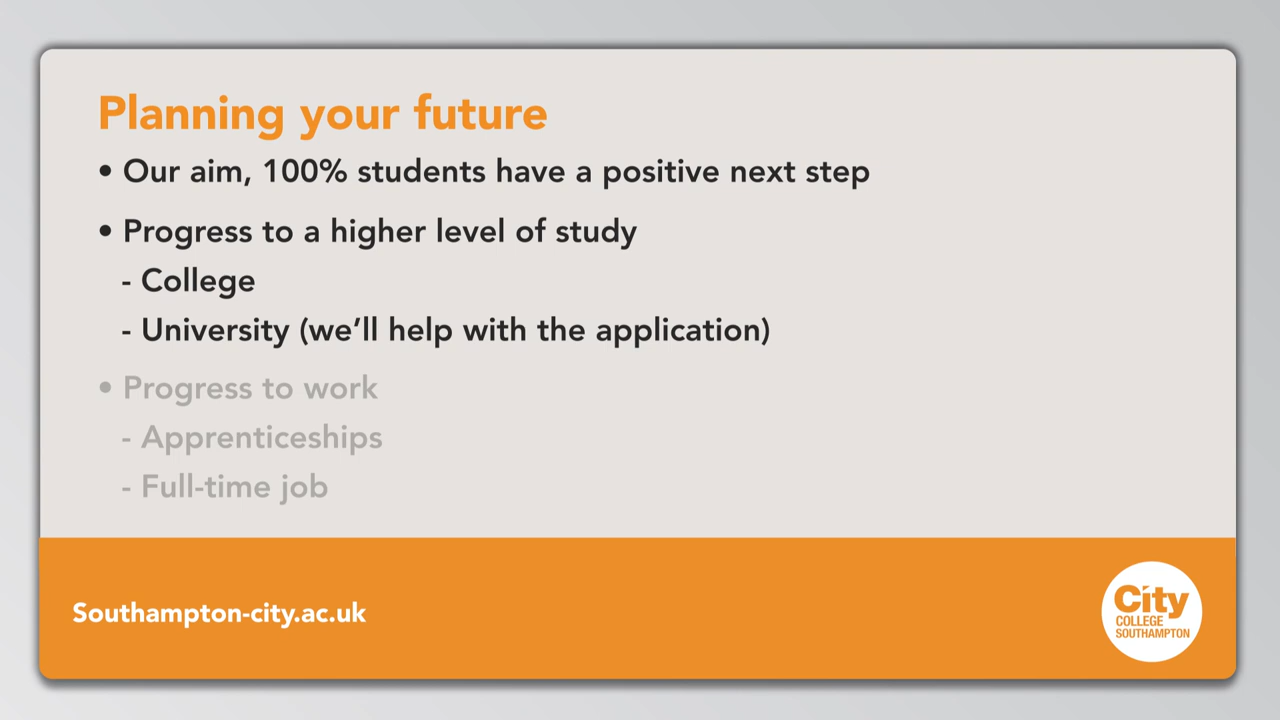 Planning your future
• Our aim, 100% students have a positive next step
• Progress to a higher level of study
- College
- University (we’ll help with the application)
• Progress to work
- Apprenticeships
- Full-time job
Southampton-city.ac.uk
City
COLLEGE
SOUTHAMPTON